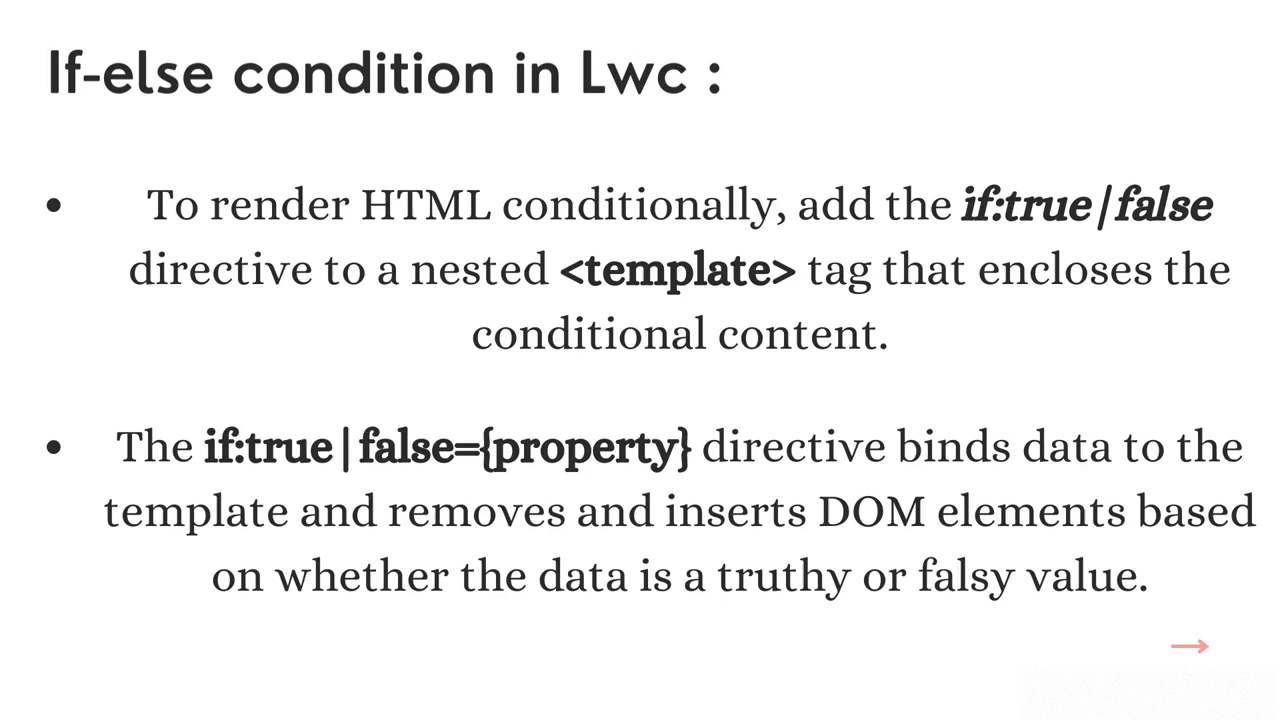 If-else condition in Lwc :
• To render HTML conditionally, add the if:true|false
directive to a nested <template> tag that encloses the
conditional content.
• The if:true|false={property} directive binds data to the
template and removes and inserts DOM elements based
on whether the data is a truthy or falsy value.